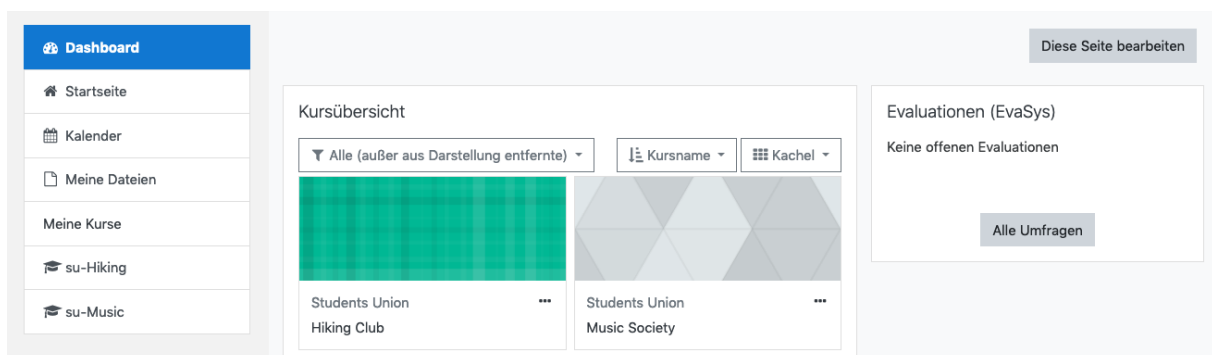 Dashboard
Startseite
Kalender
Meine Dateien
Meine Kurse
su-Hiking
su-Music
Diese Seite bearbeiten
Kursübersicht
Alle (außer aus Darstellung entfernte)
Kursname
Kachel
Students Union
Hiking Club
Students Union
Music Society
Evaluationen (EvaSys)
Keine offenen Evaluationen
Alle Umfragen